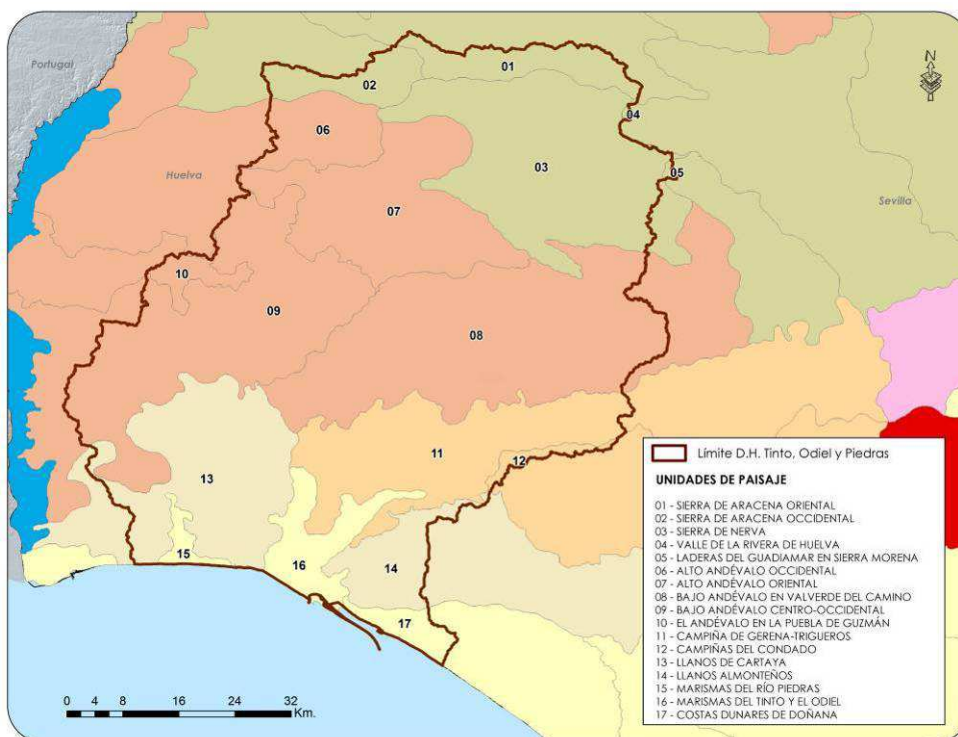 Portugal
N
01
02
04
06
03
05
Huelva
Sevilla
07
10
09
08
11
12
13
15
16
14
17
0 4 8 16 24 32
Km.
Límite D.H. Tinto, Odiel y Piedras
UNIDADES DE PAISAJE
01 - SIERRA DE ARACENA ORIENTAL
02 - SIERRA DE ARACENA OCCIDENTAL
03 - SIERRA DE NERVA
04 - VALLE DE LA RIVERA DE HUELVA
05 - LADERAS DEL GUADIAMAR EN SIERRA MORENA
06 - ALTO ANDÉVALO OCCIDENTAL
07 - ALTO ANDÉVALO ORIENTAL
08 - BAJO ANDÉVALO EN VALVERDE DEL CAMINO
09 - BAJO ANDÉVALO CENTRO-OCCIDENTAL
10 - EL ANDÉVALO EN LA PUEBLA DE GUZMÁN
11 - CAMPIÑA DE GERENA-TRIGUEROS
12 - CAMPIÑAS DEL CONDADO
13 - LLANOS DE CARTAYA
14 - LLANOS ALMONTEÑOS
15 - MARISMAS DEL RÍO PIEDRAS
16 - MARISMAS DEL TINTO Y EL ODIEL
17 - COSTAS DUNARES DE DOÑANA